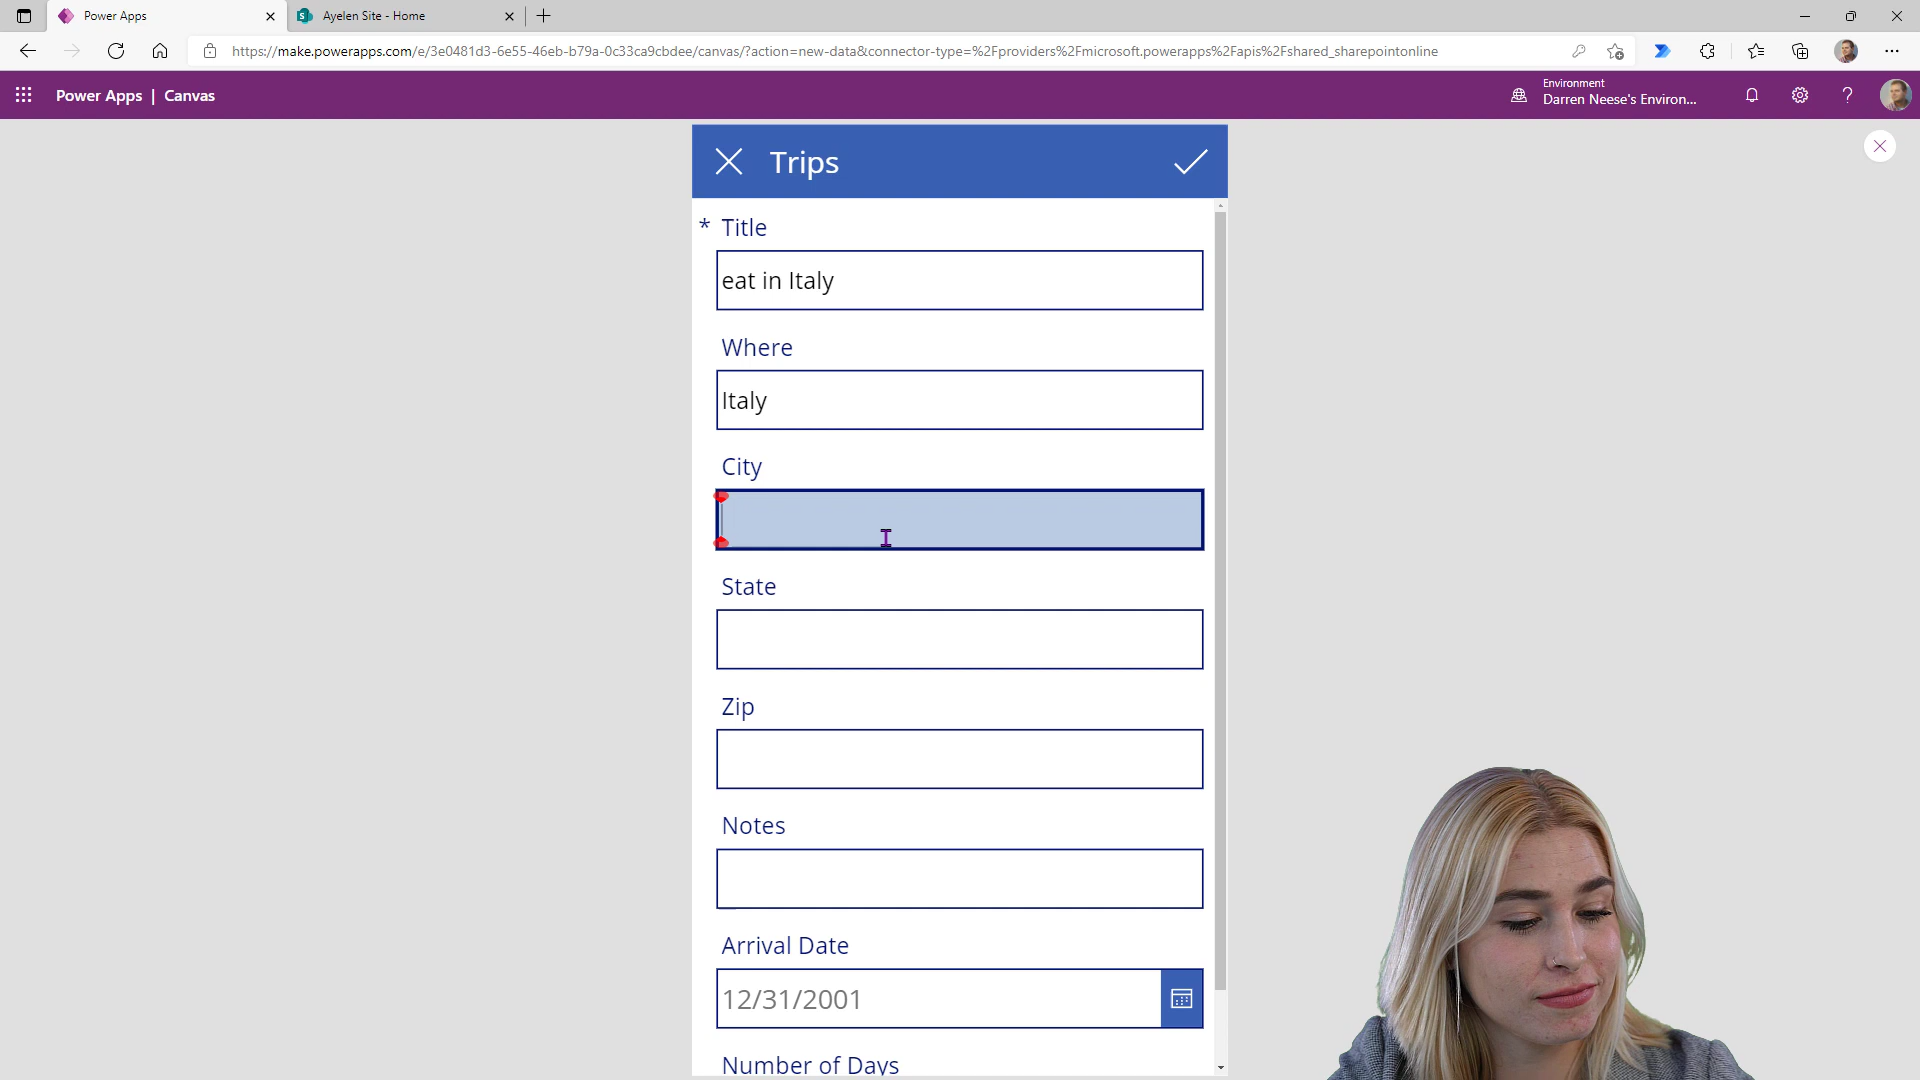 Power Apps
Ayelen Site - Home
https://make.powerapps.com/e/3e0481d3-6e55-46eb-b79a-0c33ca9cbdee/canvas/?action=new-data&connector-type=%2Fproviders%2Fmicrosoft.powerapps%2Fapis%2Fshared_sharepointonline
Power Apps | Canvas
Environment
Darren Neese's Environ...
Trips
* Title
eat in Italy
Where
Italy
City
State
Zip
Notes
Arrival Date
12/31/2001
Number of Days